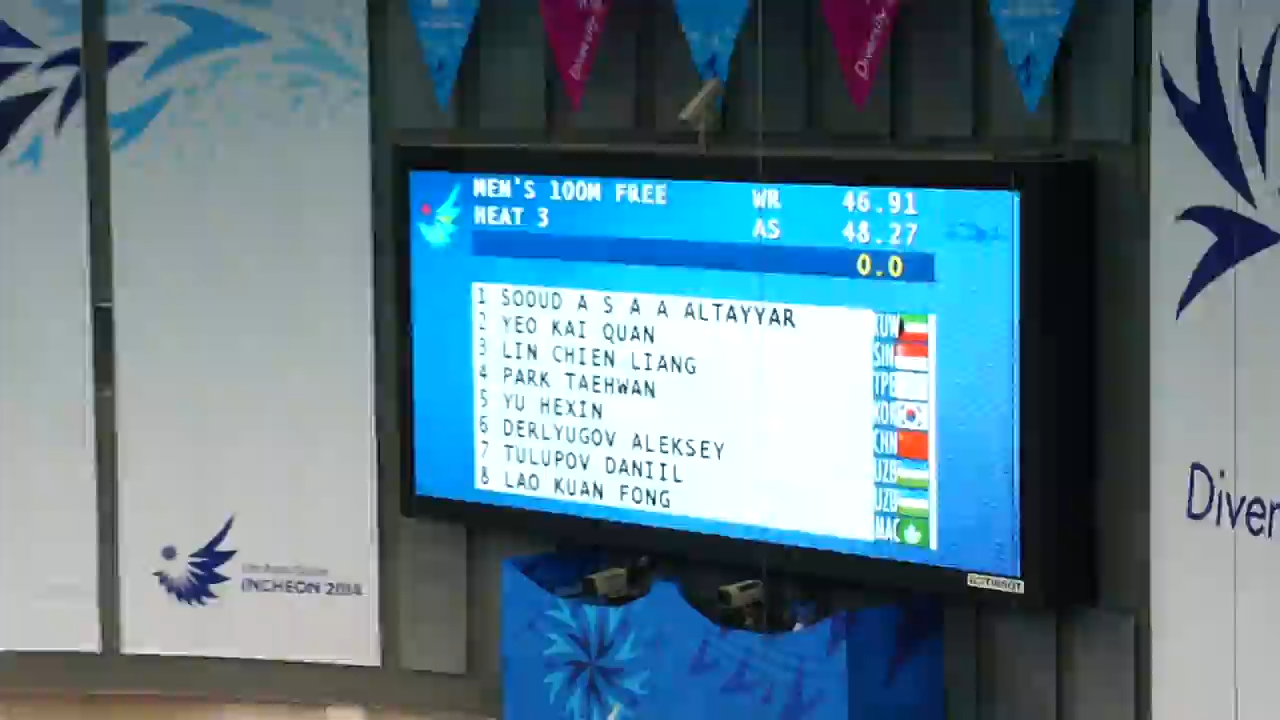 Diversity
MEN'S 100M FREE WR 46.91
HEAT 3 AS 48.27
0.0
1 SOOUD A S A A ALTAYYAR KUW
2 YEO KAI QUAN SIN
3 LIN CHIEN LIANG TPE
4 PARK TAEHWAN KOR
5 YU HEXIN CHN
6 DERLYUGOV ALEKSEY UZB
7 TULUPOV DANIIL UZB
8 LAO KUAN FONG MAC
TISSOT
INCHEON 2014
Diver